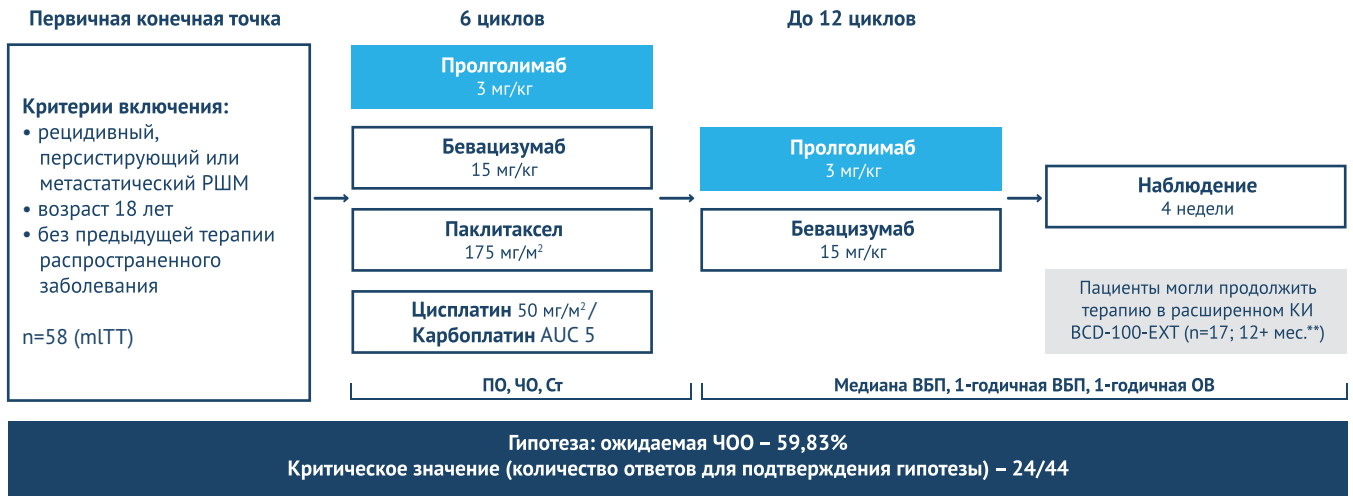 Первичная конечная точка
Критерии включения:
• рецидивный,
персистирующий или
метастатический РШМ
• возраст 18 лет
• без предыдущей терапии
распространенного
заболевания
n=58 (mITT)
6 циклов
Пролголимаб
3 мг/кг
Бевацизумаб
15 мг/кг
Паклитаксел
175 мг/м²
Цисплатин 50 мг/м² /
Карбоплатин AUC 5
ПО, ЧО, Ст
До 12 циклов
Пролголимаб
3 мг/кг
Бевацизумаб
15 мг/кг
Наблюдение
4 недели
Пациенты могли продолжить
терапию в расширенном КИ
BCD-100-EXT (n=17; 12+ мес.**)
Медиана ВБП, 1-годичная ВБП, 1-годичная ОВ
Гипотеза: ожидаемая ЧОО – 59,83%
Критическое значение (количество ответов для подтверждения гипотезы) – 24/44